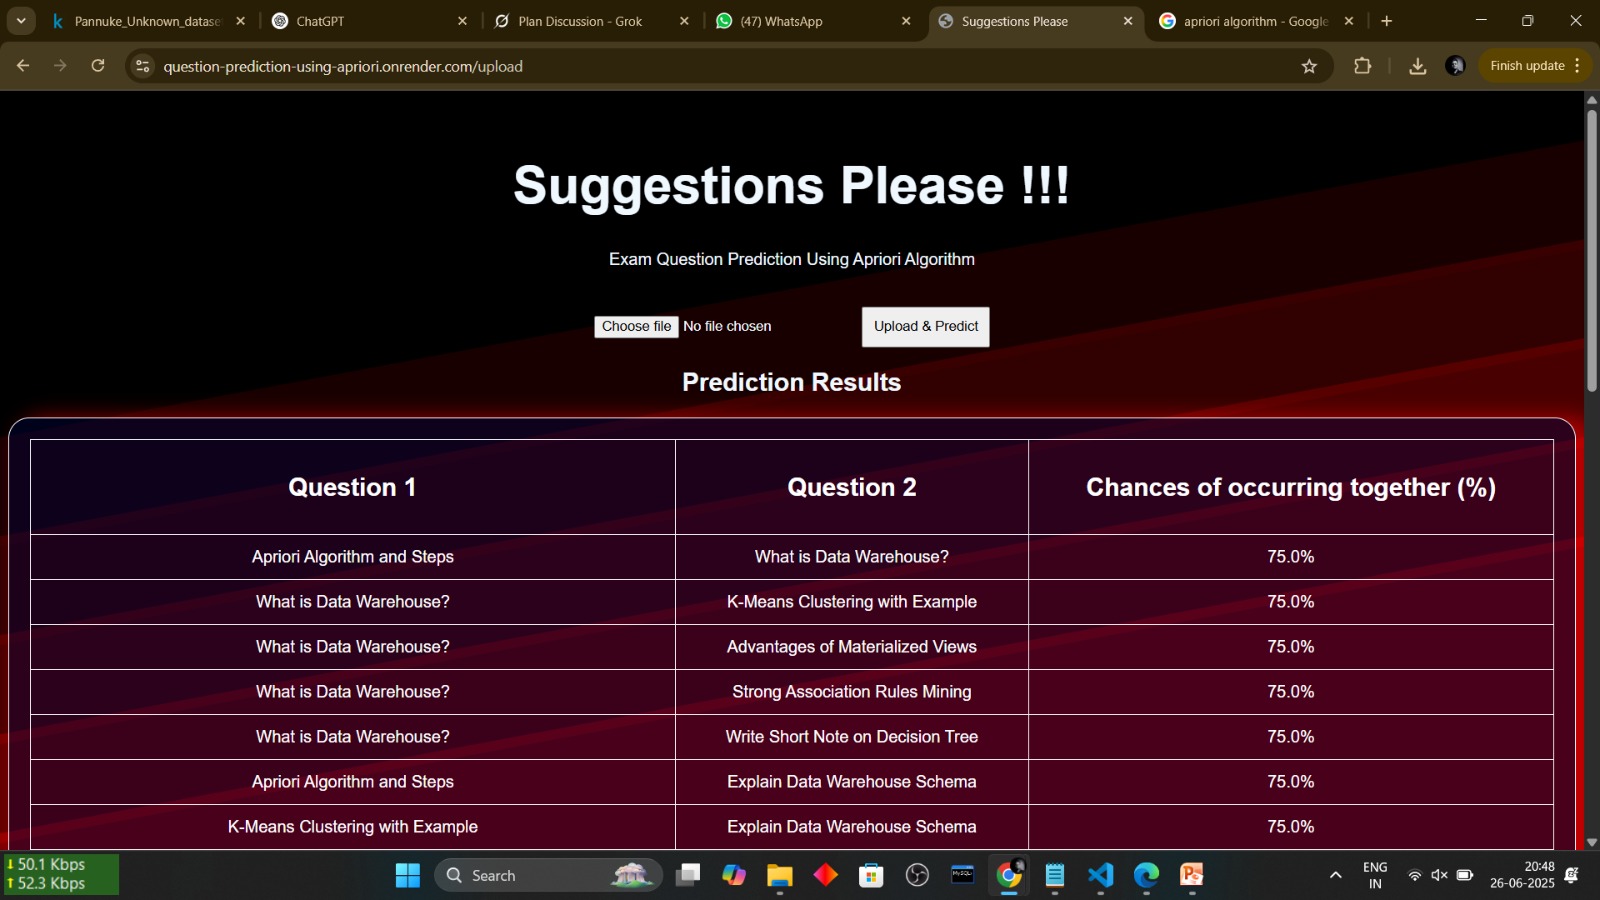 Pannuke_Unknown_datase
ChatGPT
Plan Discussion - Grok
(47) WhatsApp
Suggestions Please
apriori algorithm - Google
question-prediction-using-apriori.onrender.com/upload
Finish update
Suggestions Please !!!
Exam Question Prediction Using Apriori Algorithm
Choose file No file chosen
Upload & Predict
Prediction Results
Question 1 Question 2 Chances of occurring together (%)
Apriori Algorithm and Steps What is Data Warehouse? 75.0%
What is Data Warehouse? K-Means Clustering with Example 75.0%
What is Data Warehouse? Advantages of Materialized Views 75.0%
What is Data Warehouse? Strong Association Rules Mining 75.0%
What is Data Warehouse? Write Short Note on Decision Tree 75.0%
Apriori Algorithm and Steps Explain Data Warehouse Schema 75.0%
K-Means Clustering with Example Explain Data Warehouse Schema 75.0%
50.1 Kbps
52.3 Kbps
Search
ENG
IN
20:48
26-06-2025